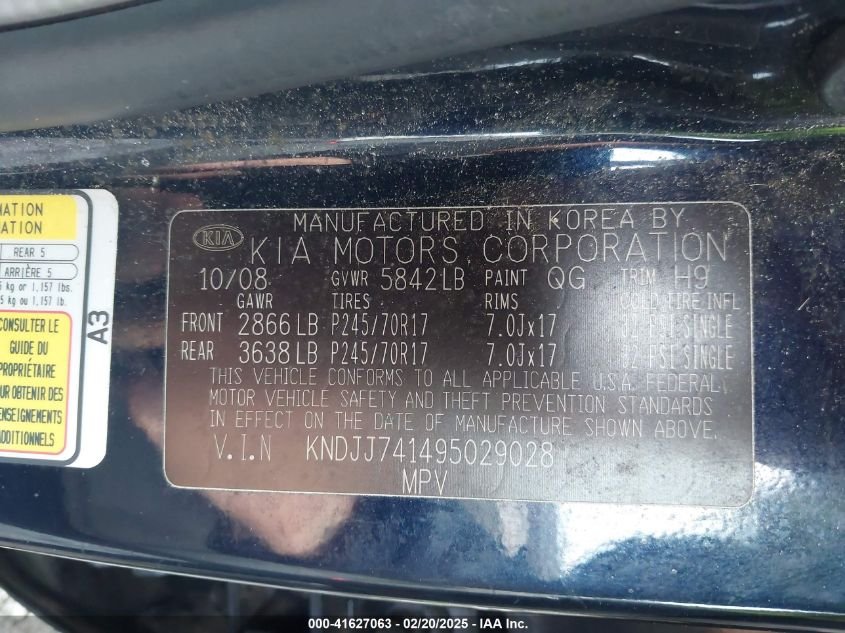 MATION
ATION
REAR 5
ARRIÈRE 5
kg or 1,157 lbs.
5 kg ou 1,157 lb.
CONSULTER LE
GUIDE DU
PROPRIÉTAIRE
POUR OBTENIR DES
ENSEIGNEMENTS
ADDITIONNELS
A3
KIA
MANUFACTURED IN KOREA BY
KIA MOTORS CORPORATION
10/08 GVWR 5842LB PAINT QG TRIM H9
GAWR TIRES RIMS COLD TIRE INFL
FRONT 2866LB P245/70R17 7.0Jx17 32 PSI SINGLE
REAR 3638LB P245/70R17 7.0Jx17 32 PSI SINGLE
THIS VEHICLE CONFORMS TO ALL APPLICABLE U.S.A. FEDERAL
MOTOR VEHICLE SAFETY AND THEFT PREVENTION STANDARDS
IN EFFECT ON THE DATE OF MANUFACTURE SHOWN ABOVE.
V.I.N KNDJJ741495029028
MPV
000-41627063 - 02/20/2025 - IAA Inc.